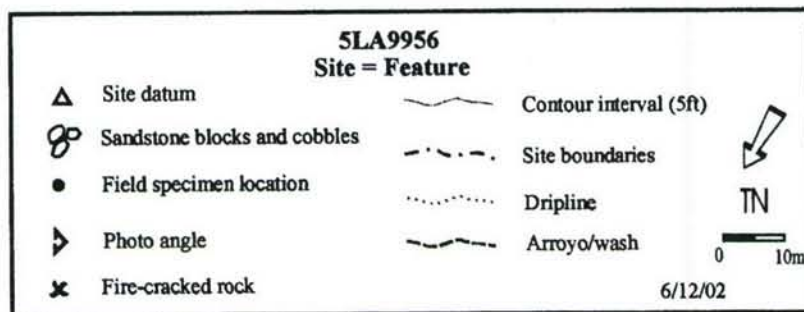 5LA9956
Site = Feature
Site datum
Sandstone blocks and cobbles
Field specimen location
Photo angle
Fire-cracked rock
Contour interval (5ft)
Site boundaries
Dripline
Arroyo/wash
TN
0 10m
6/12/02